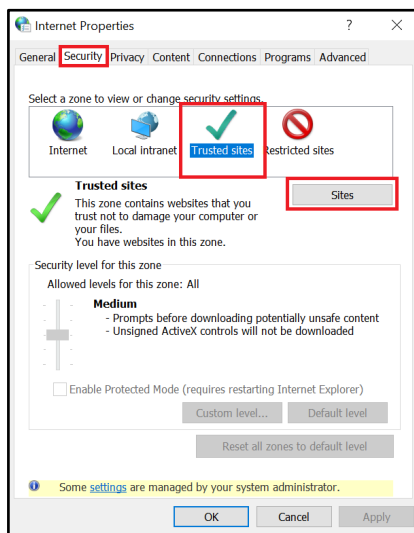 Internet Properties ? ×
General Security Privacy Content Connections Programs Advanced
Select a zone to view or change security settings.
Internet Local intranet Trusted sites Restricted sites
Trusted sites
Sites
This zone contains websites that you
trust not to damage your computer or
your files.
You have websites in this zone.
Security level for this zone
Allowed levels for this zone: All
Medium
- Prompts before downloading potentially unsafe content
- Unsigned ActiveX controls will not be downloaded
Enable Protected Mode (requires restarting Internet Explorer)
Custom level... Default level
Reset all zones to default level
Some settings are managed by your system administrator.
OK Cancel Apply